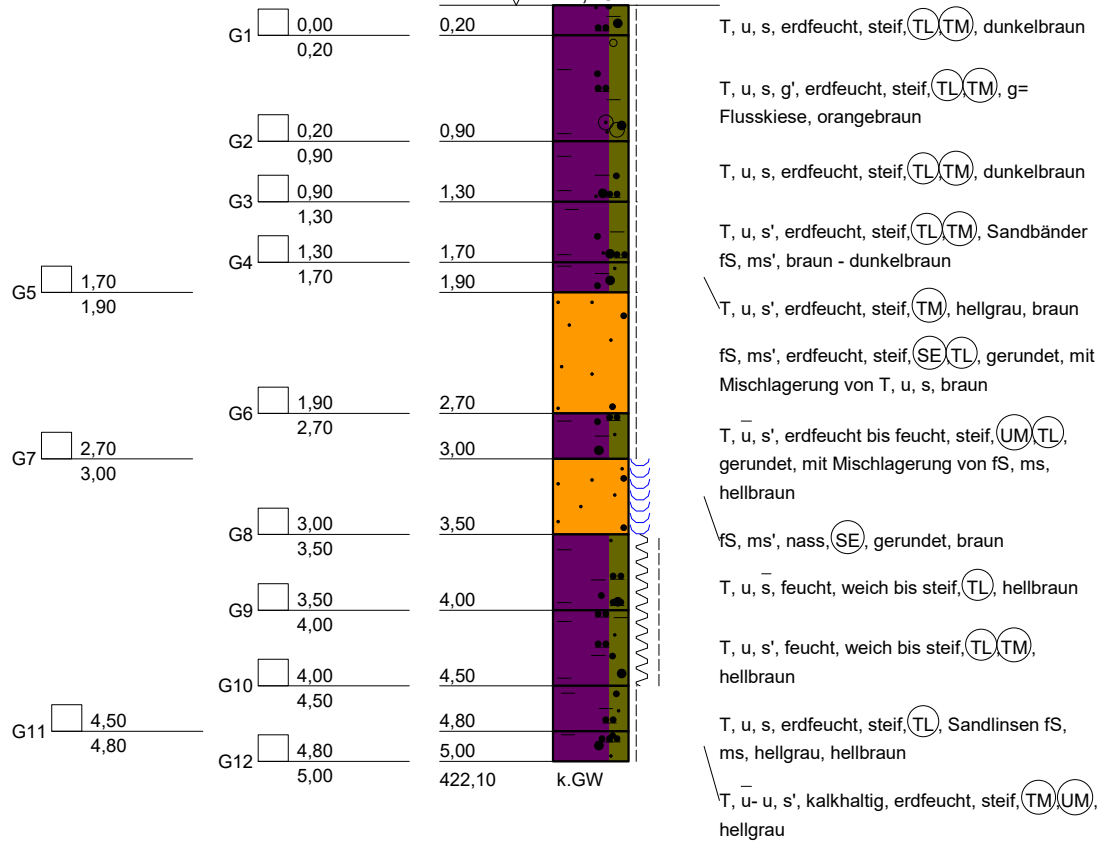 G1 0,00 0,20
0,20
T, u, s, erdfeucht, steif, TL, TM, dunkelbraun
T, u, s, g', erdfeucht, steif, TL, TM, g=
Flusskiese, orangebraun
G2 0,20 0,90
0,90
T, u, s, erdfeucht, steif, TL, TM, dunkelbraun
G3 0,90 1,30
1,30
T, u, s', erdfeucht, steif, TL, TM, Sandbänder
fS, ms', braun - dunkelbraun
G4 1,30 1,70
1,70
G5 1,70 1,90
1,90
T, u, s', erdfeucht, steif, TM, hellgrau, braun
fS, ms', erdfeucht, steif, SE, TL, gerundet, mit
Mischlagerung von T, u, s, braun
G6 1,90 2,70
2,70
T, u̅, s', erdfeucht bis feucht, steif, UM, TL,
gerundet, mit Mischlagerung von fS, ms,
hellbraun
G7 2,70 3,00
3,00
G8 3,00 3,50
3,50
fS, ms', nass, SE, gerundet, braun
T, u, s̅, feucht, weich bis steif, TL, hellbraun
G9 3,50 4,00
4,00
T, u, s', feucht, weich bis steif, TL, TM,
hellbraun
G10 4,00 4,50
4,50
G11 4,50 4,80
4,80
T, u, s, erdfeucht, steif, TL, Sandlinsen fS,
ms, hellgrau, hellbraun
G12 4,80 5,00
5,00
422,10 k.GW
T, u̅- u, s', kalkhaltig, erdfeucht, steif, TM, UM,
hellgrau